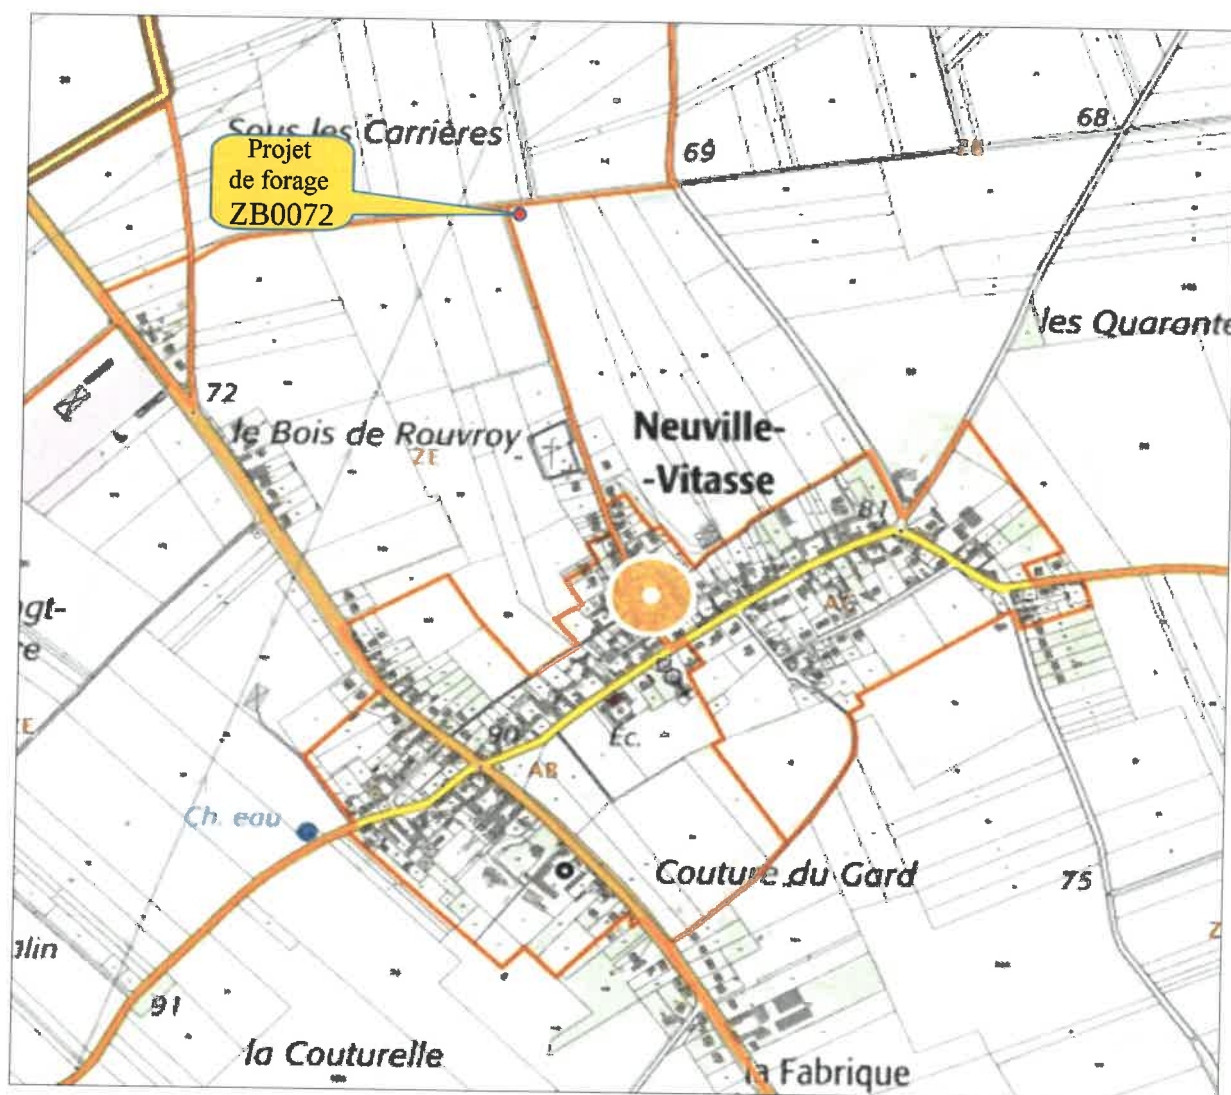 Sous les Carrières
Projet
de forage
ZB0072
69
68
les Quarante
72
le Bois de Rouvroy
ZE
Neuville-
-Vitasse
81
AC
90
Ec.
AB
Ch. eau
Couture du Gard
75
91
la Couturelle
la Fabrique